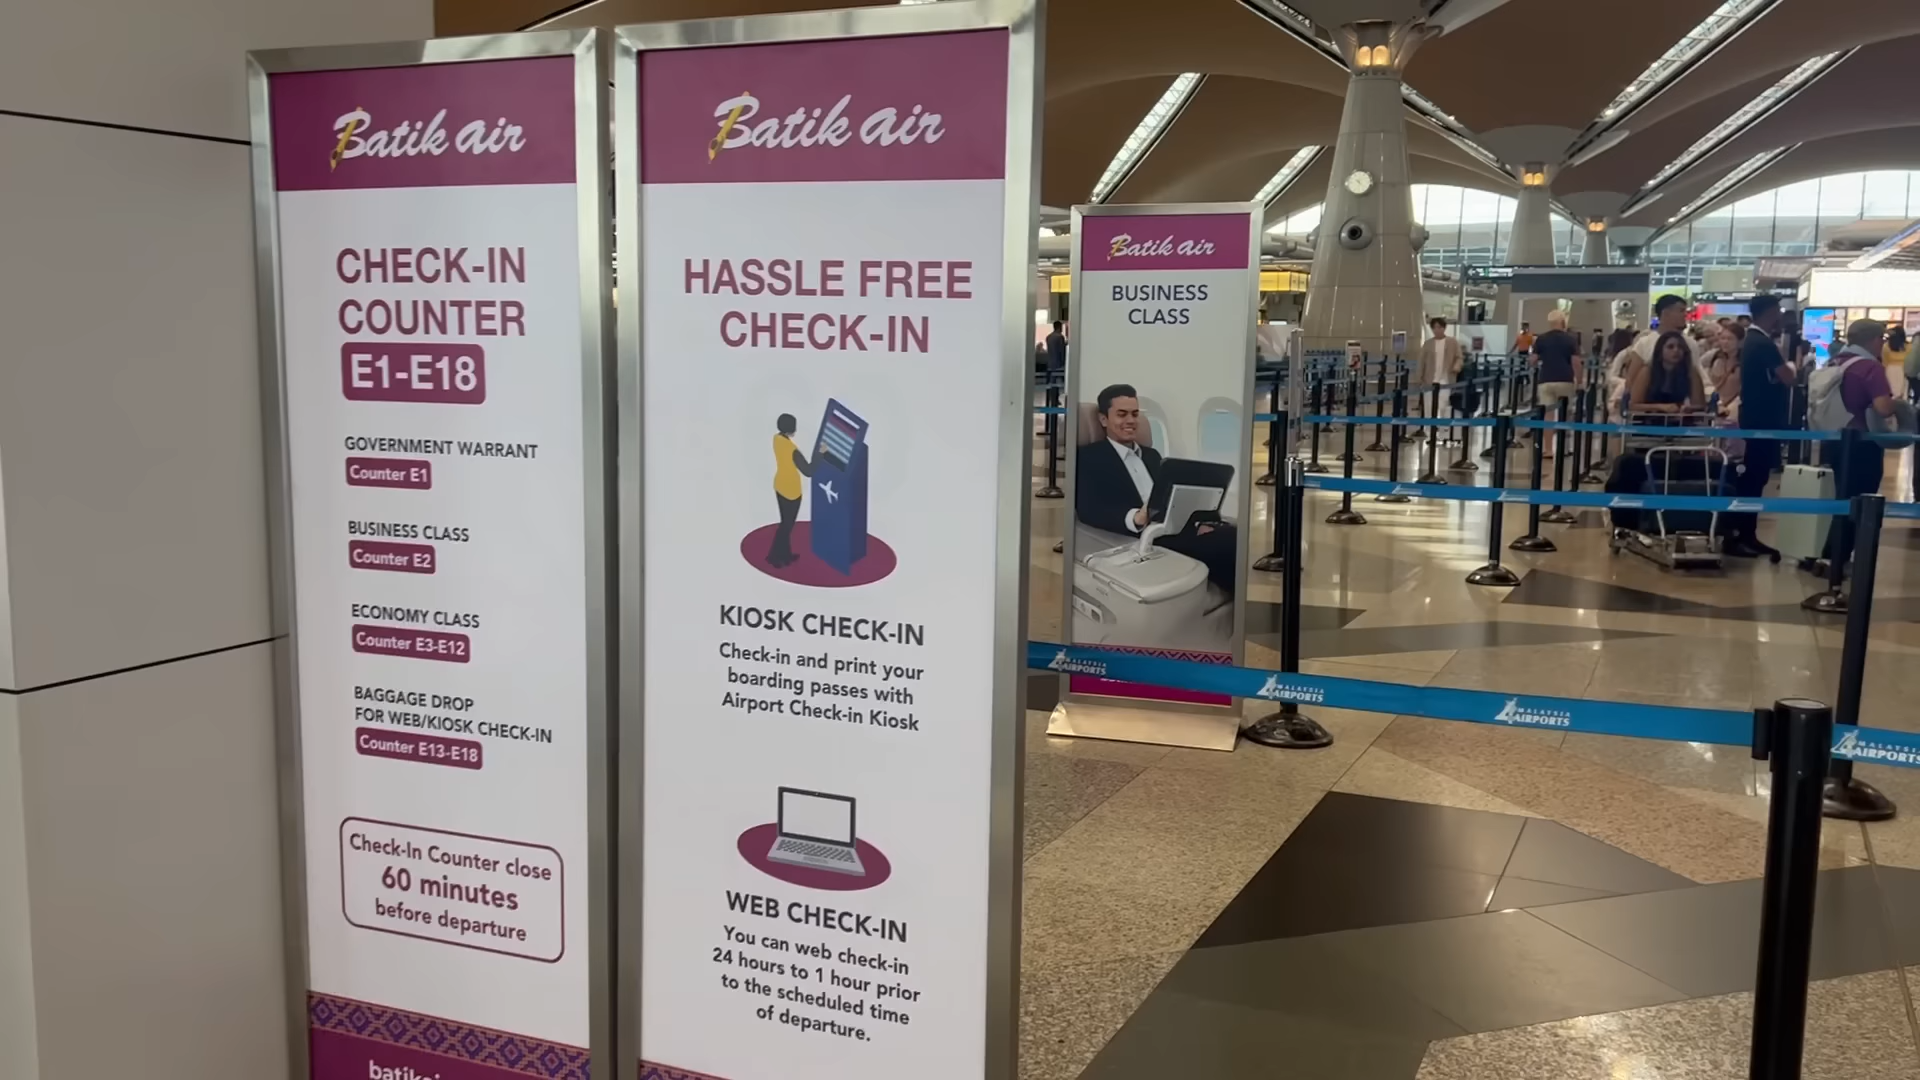 Batik air
CHECK-IN
COUNTER
E1-E18
GOVERNMENT WARRANT
Counter E1
BUSINESS CLASS
Counter E2
ECONOMY CLASS
Counter E3-E12
BAGGAGE DROP
FOR WEB/KIOSK CHECK-IN
Counter E13-E18
Check-In Counter close
60 minutes
before departure
Batik air
HASSLE FREE
CHECK-IN
KIOSK CHECK-IN
Check-in and print your
boarding passes with
Airport Check-in Kiosk
WEB CHECK-IN
You can web check-in
24 hours to 1 hour prior
to the scheduled time
of departure.
Batik air
BUSINESS
CLASS
MALAYSIA
AIRPORTS
MALAYSIA
AIRPORTS
MALAYSIA
AIRPORTS
MALAYSIA
AIRPORTS